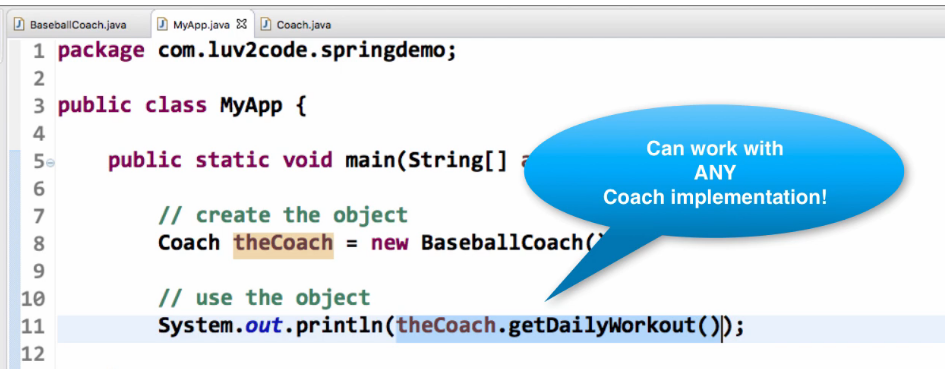 BaseballCoach.java MyApp.java Coach.java
1 package com.luv2code.springdemo;
2
3 public class MyApp {
4
5 public static void main(String[]
6
7 // create the object
8 Coach theCoach = new BaseballCoach()
9
10 // use the object
11 System.out.println(theCoach.getDailyWorkout());
12
Can work with
ANY
Coach implementation!